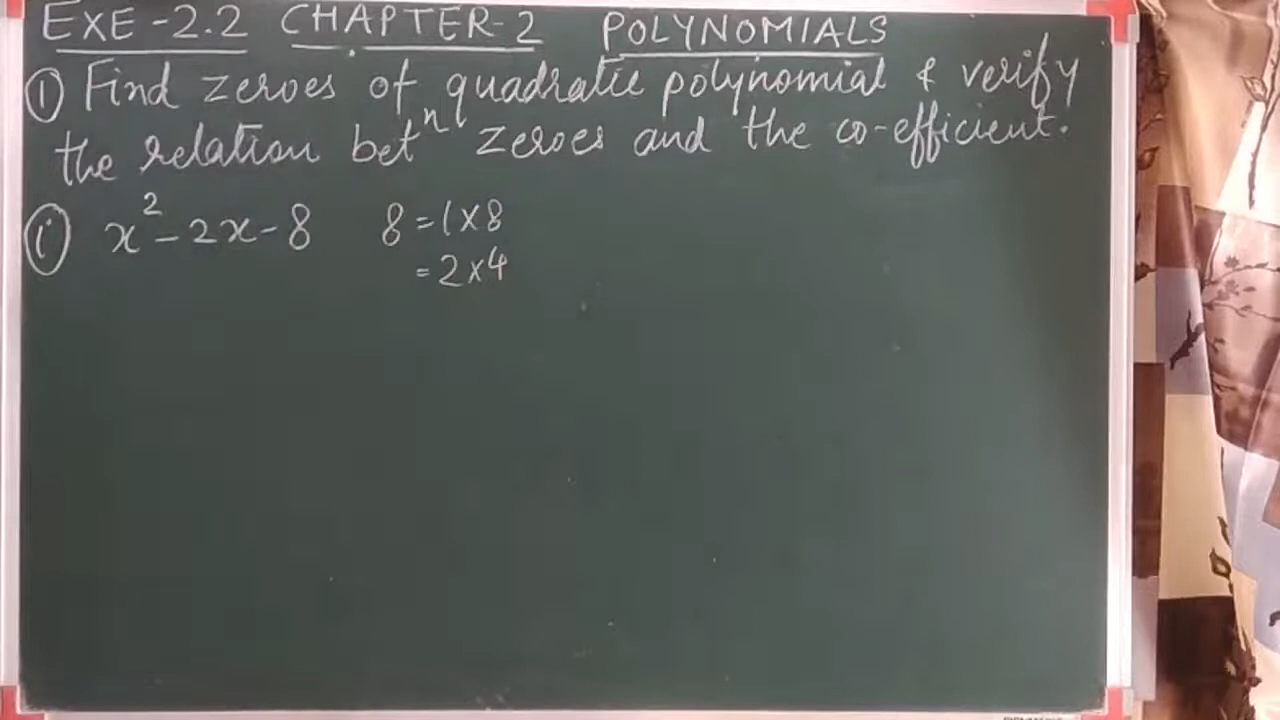 EXE-2.2 CHAPTER-2 POLYNOMIALS
① Find zeroes of quadratic polynomial & verify
the relation betⁿ zeroes and the co-efficient.
(i) x² - 2x - 8 8 = 1 x 8
= 2 x 4